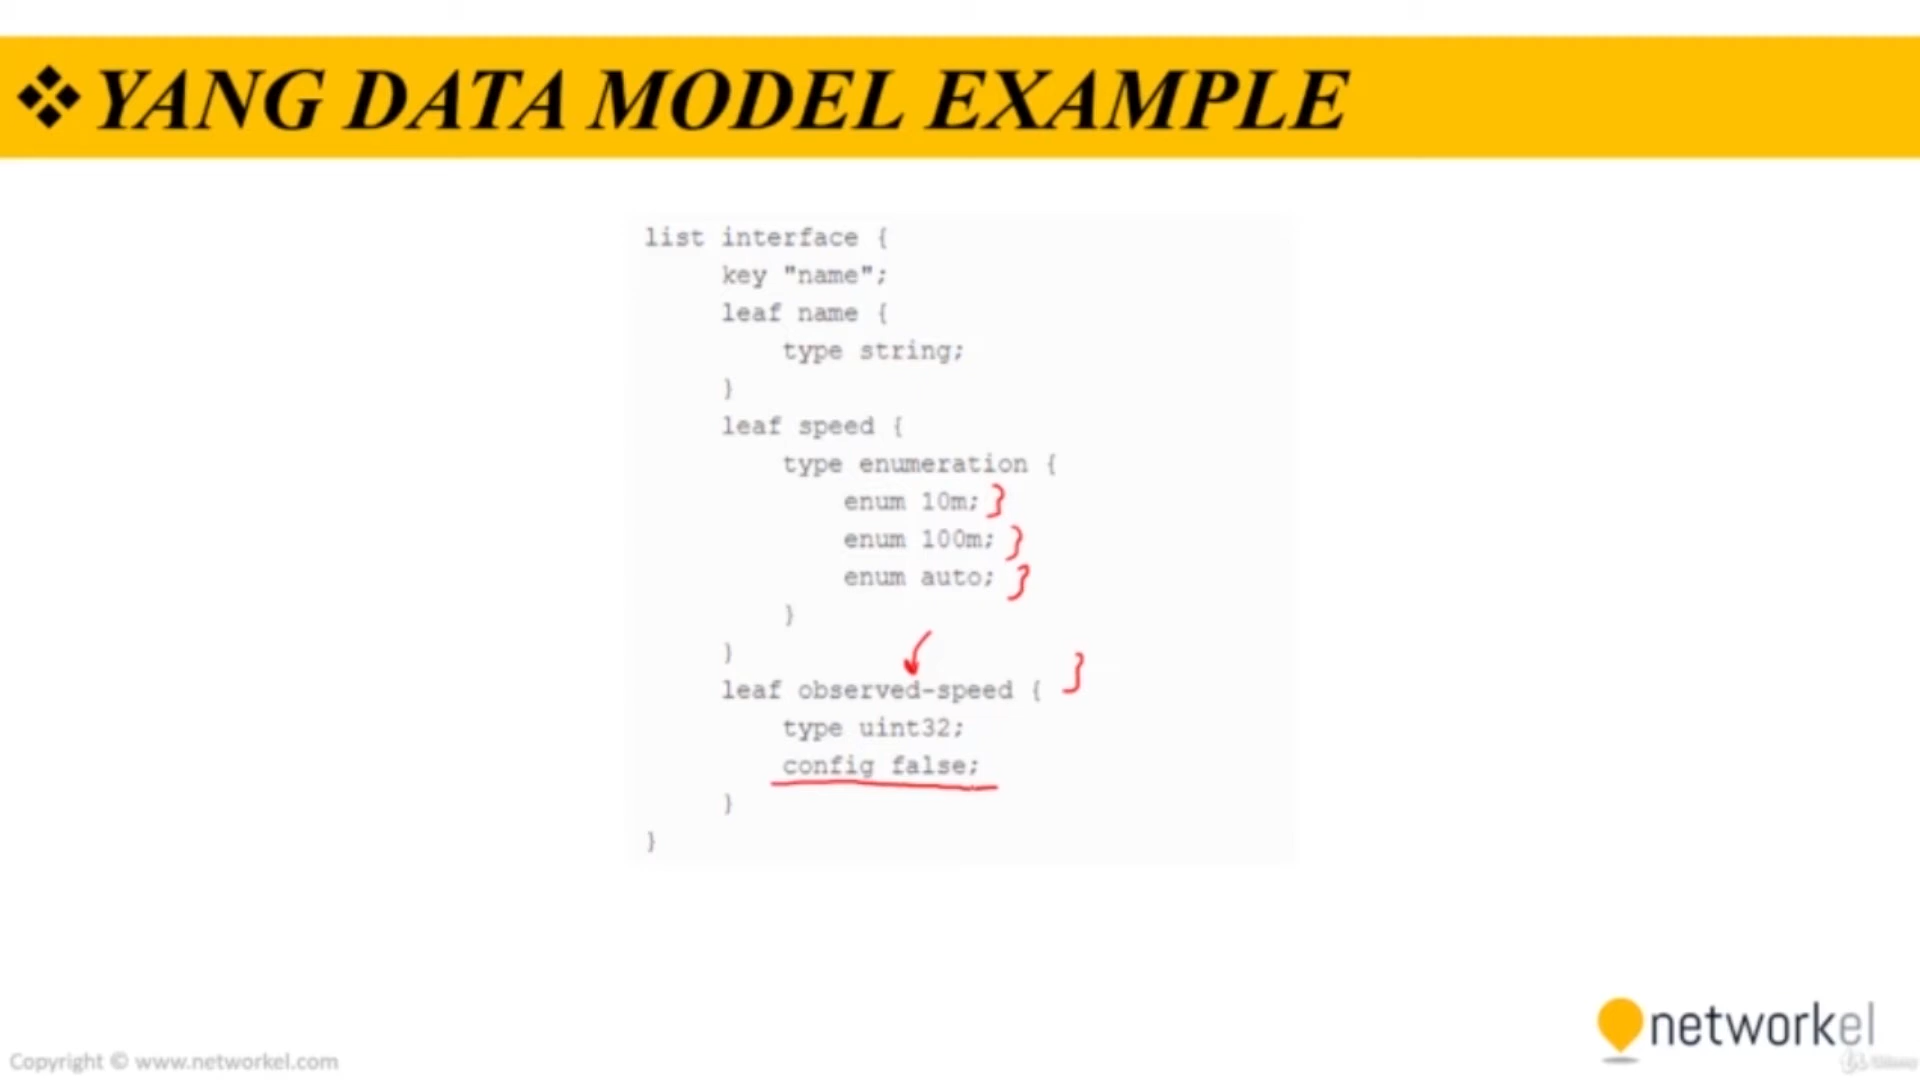 ❖ YANG DATA MODEL EXAMPLE
list interface {
key "name";
leaf name {
type string;
}
leaf speed {
type enumeration {
enum 10m; }
enum 100m; }
enum auto; }
}
}
leaf observed-speed { }
type uint32;
config false;
}
}
networkel
Copyright © www.networkel.com